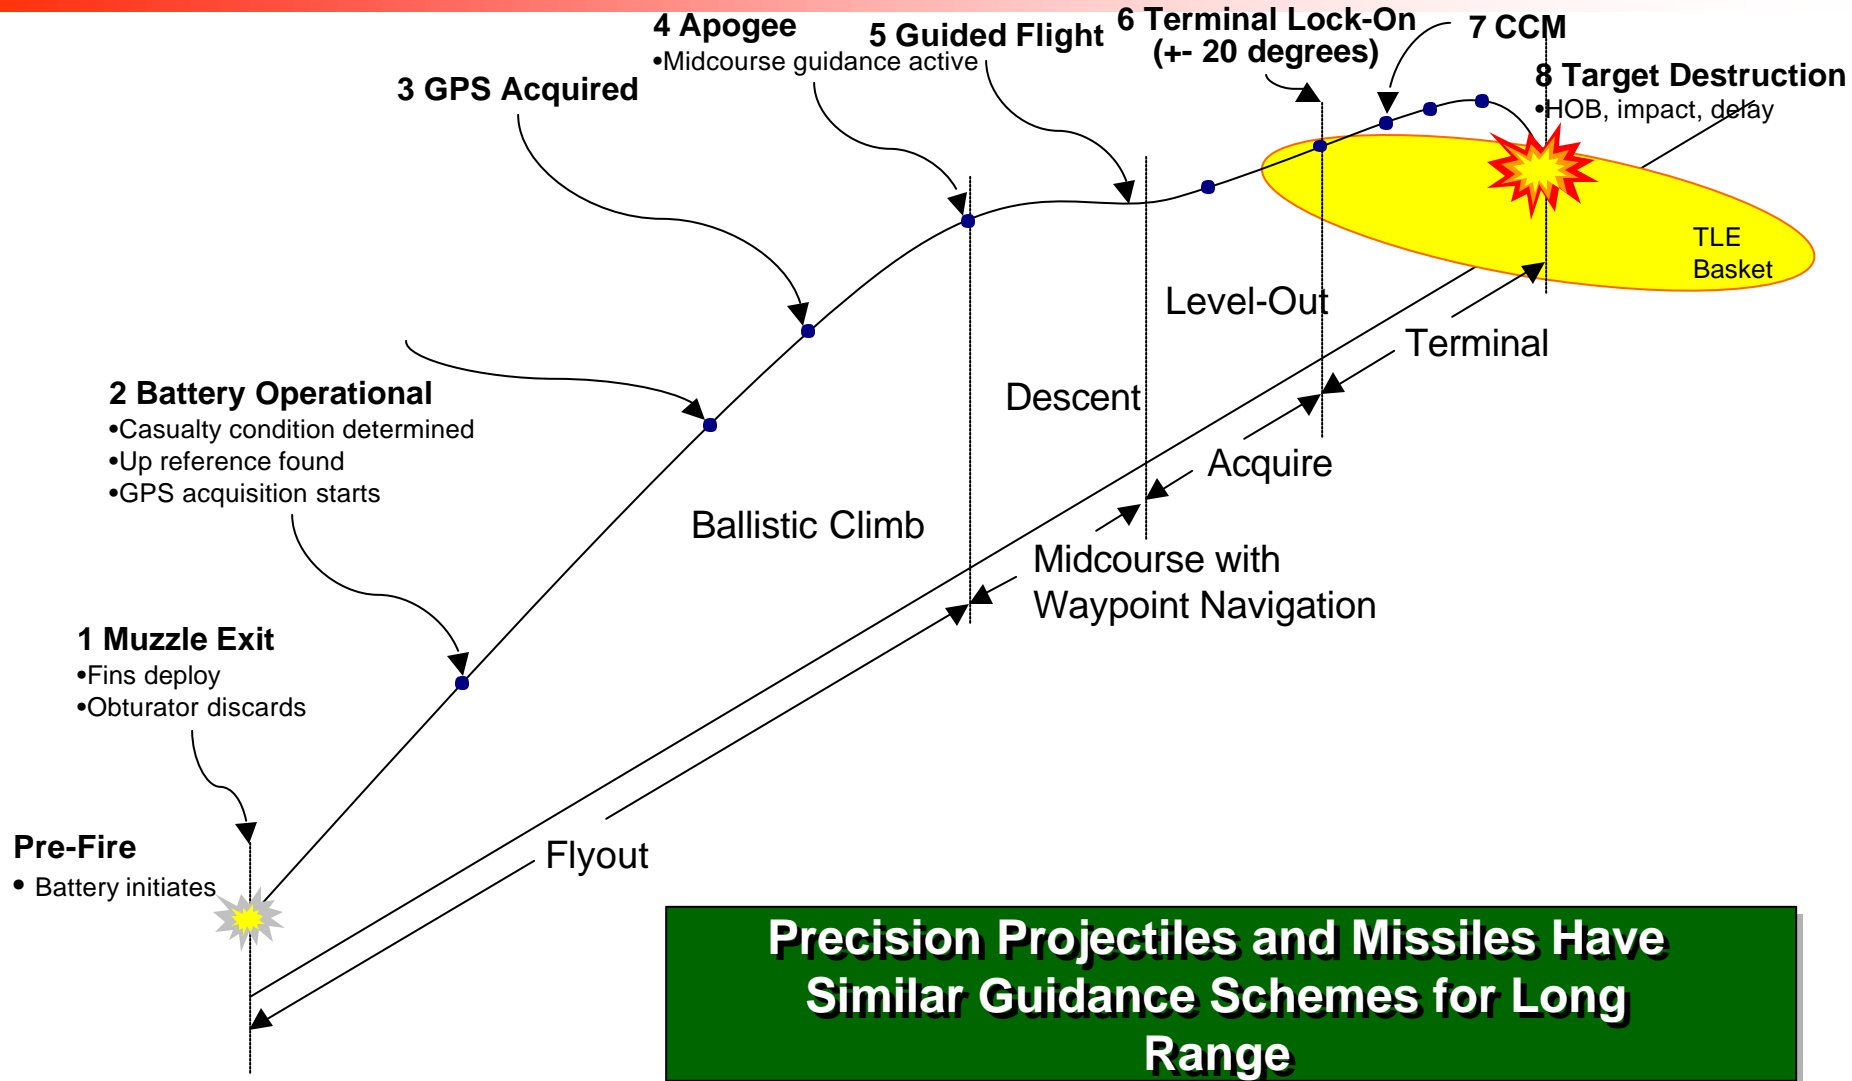 4 Apogee
•Midcourse guidance active
5 Guided Flight
6 Terminal Lock-On
(+- 20 degrees)
7 CCM
8 Target Destruction
•HOB, impact, delay
3 GPS Acquired
TLE
Basket
Level-Out
Terminal
2 Battery Operational
•Casualty condition determined
•Up reference found
•GPS acquisition starts
Descent
Acquire
Ballistic Climb
Midcourse with
Waypoint Navigation
1 Muzzle Exit
•Fins deploy
•Obturator discards
Pre-Fire
• Battery initiates
Flyout
Precision Projectiles and Missiles Have
Similar Guidance Schemes for Long
Range